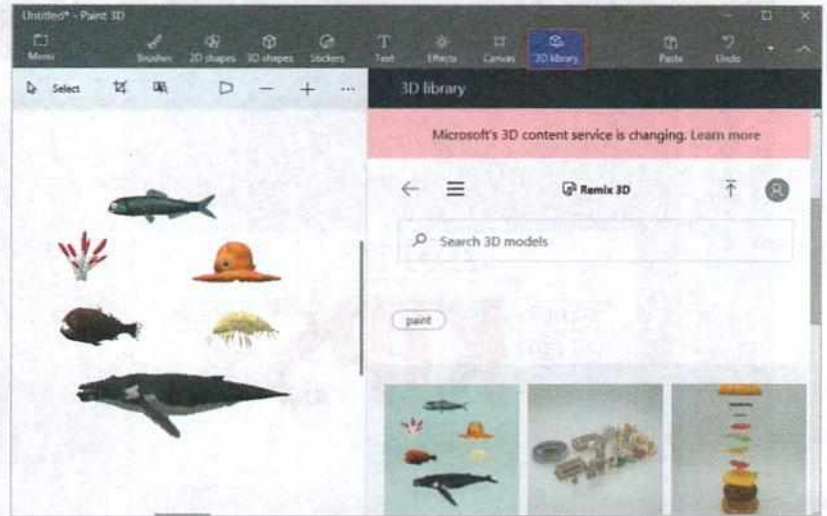 Untitled* - Paint 3D
Menu
Brushes
2D shapes
3D shapes
Stickers
Text
Effects
Canvas
3D library
Paste
Undo
Select
3D library
Microsoft's 3D content service is changing. Learn more
Remix 3D
Search 3D models
paint